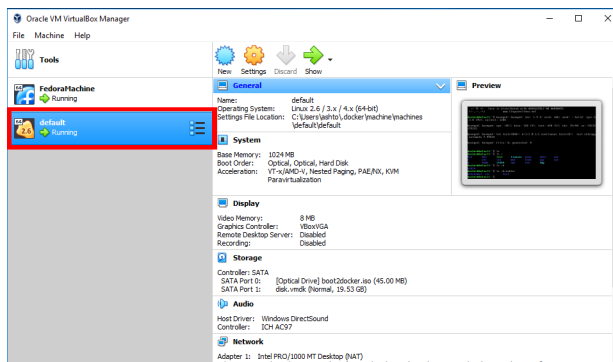 Oracle VM VirtualBox Manager
File Machine Help
Tools
New Settings Discard Show
64
FedoraMachine
Running
64
2.6
default
Running
General
Name: default
Operating System: Linux 2.6 / 3.x / 4.x (64-bit)
Settings File Location: C:\Users\ashto\.docker\machine\machines
\default\default
System
Base Memory: 1024 MB
Boot Order: Optical, Optical, Hard Disk
Acceleration: VT-x/AMD-V, Nested Paging, PAE/NX, KVM
Paravirtualization
Display
Video Memory: 8 MB
Graphics Controller: VBoxVGA
Remote Desktop Server: Disabled
Recording: Disabled
Storage
Controller: SATA
SATA Port 0: [Optical Drive] boot2docker.iso (45.00 MB)
SATA Port 1: disk.vmdk (Normal, 19.53 GB)
Audio
Host Driver: Windows DirectSound
Controller: ICH AC97
Network
Adapter 1: Intel PRO/1000 MT Desktop (NAT)
Preview